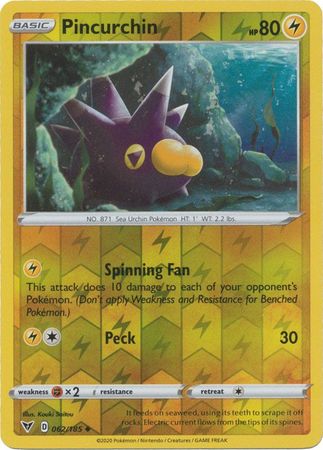 BASIC Pincurchin HP 80
NO. 871 Sea Urchin Pokémon HT: 1' WT: 2.2 lbs.
Spinning Fan
This attack does 10 damage to each of your opponent's
Pokémon. (Don't apply Weakness and Resistance for Benched
Pokémon.)
Peck 30
weakness ×2 resistance retreat
Illus. Kouki Saitou
D 062/185
It feeds on seaweed, using its teeth to scrape it off
rocks. Electric current flows from the tips of its spines.
©2020 Pokémon / Nintendo / Creatures / GAME FREAK